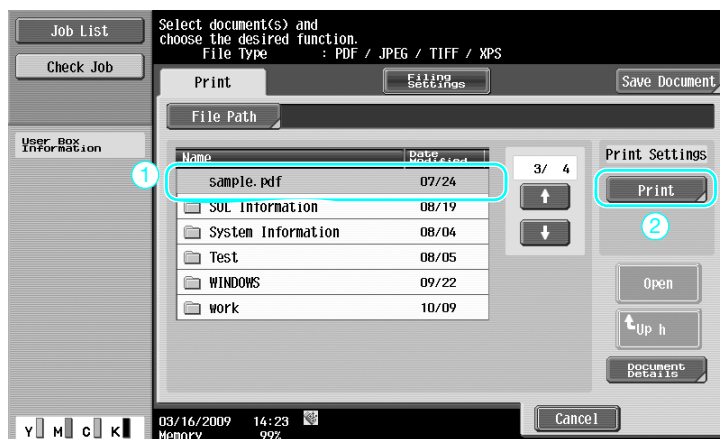 Job List
Check Job
Select document(s) and
choose the desired function.
File Type : PDF / JPEG / TIFF / XPS
Print
Filing
Settings
Save Document
File Path
User Box
Information
Name Date
Modified
1
sample.pdf 07/24
SUL Information 08/19
System Information 08/04
Test 08/05
WINDOWS 09/22
work 10/09
3/ 4
Print Settings
Print
2
Open
Up h
Document
Details
Cancel
Y M C K
03/16/2009 14:23
Memory 99%